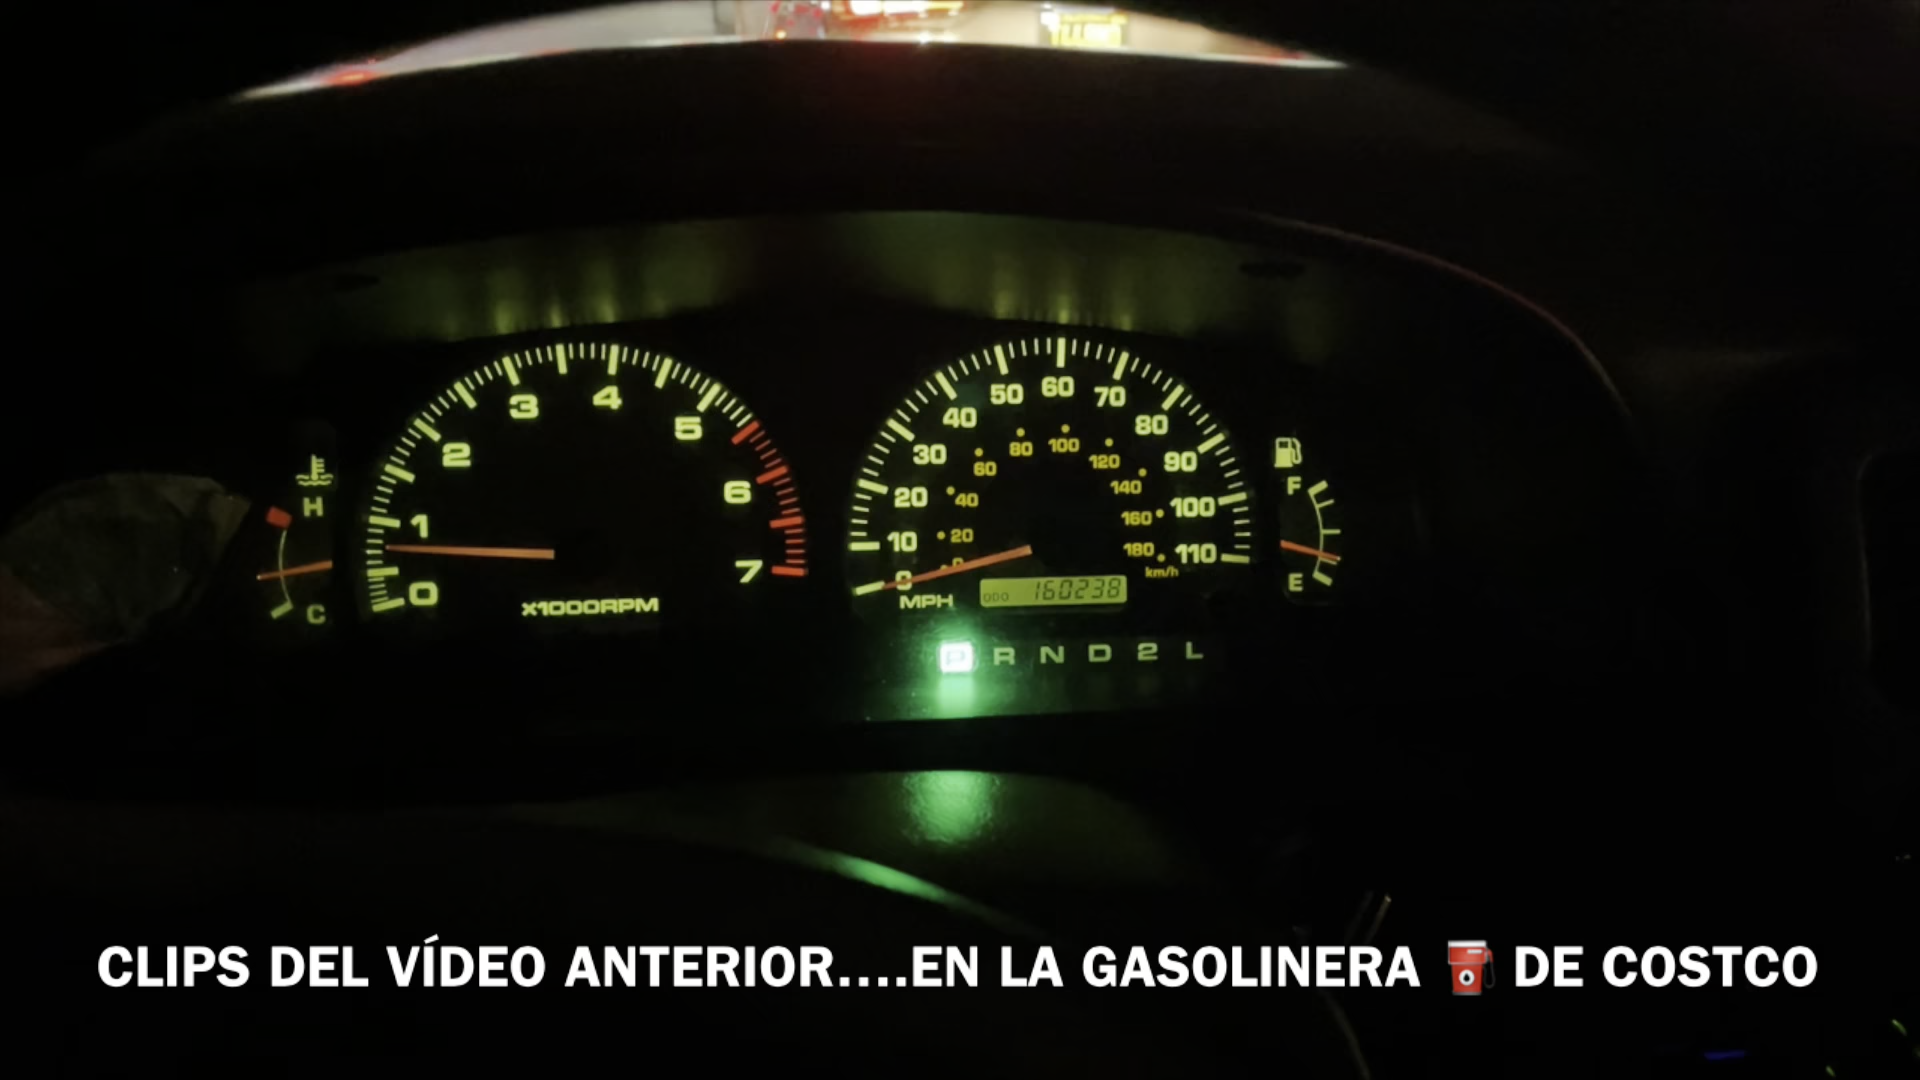 3 4
2 5
1 6
0 7
X1000RPM
H
C
0 10 20 30 40 50 60 70 80 90 100 110
MPH
0 20 40 60 80 100 120 140 160 180
km/h
ODO 160238
F
E
P R N D 2 L
CLIPS DEL VÍDEO ANTERIOR....EN LA GASOLINERA ⛽ DE COSTCO